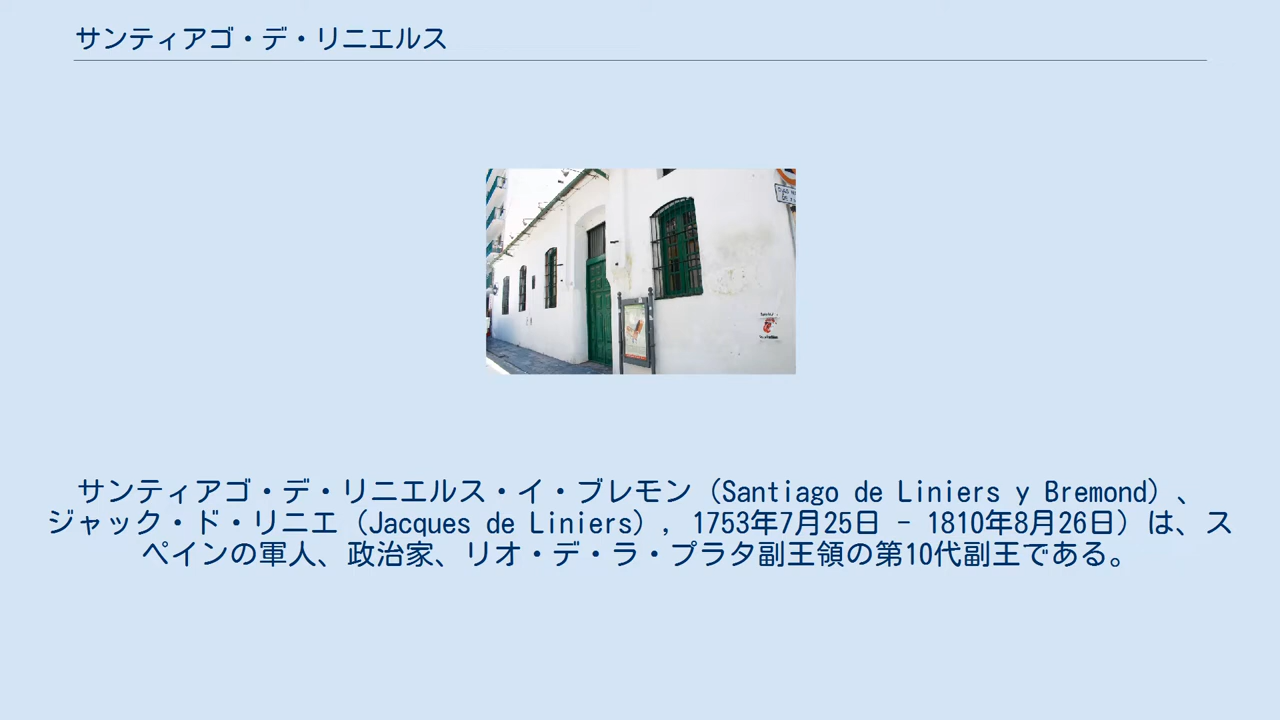 サンティアゴ・デ・リニエルス
サンティアゴ・デ・リニエルス・イ・ブレモン（Santiago de Liniers y Bremond）、
ジャック・ド・リニエ（Jacques de Liniers）, 1753年7月25日 - 1810年8月26日）は、ス
ペインの軍人、政治家、リオ・デ・ラ・プラタ副王領の第10代副王である。